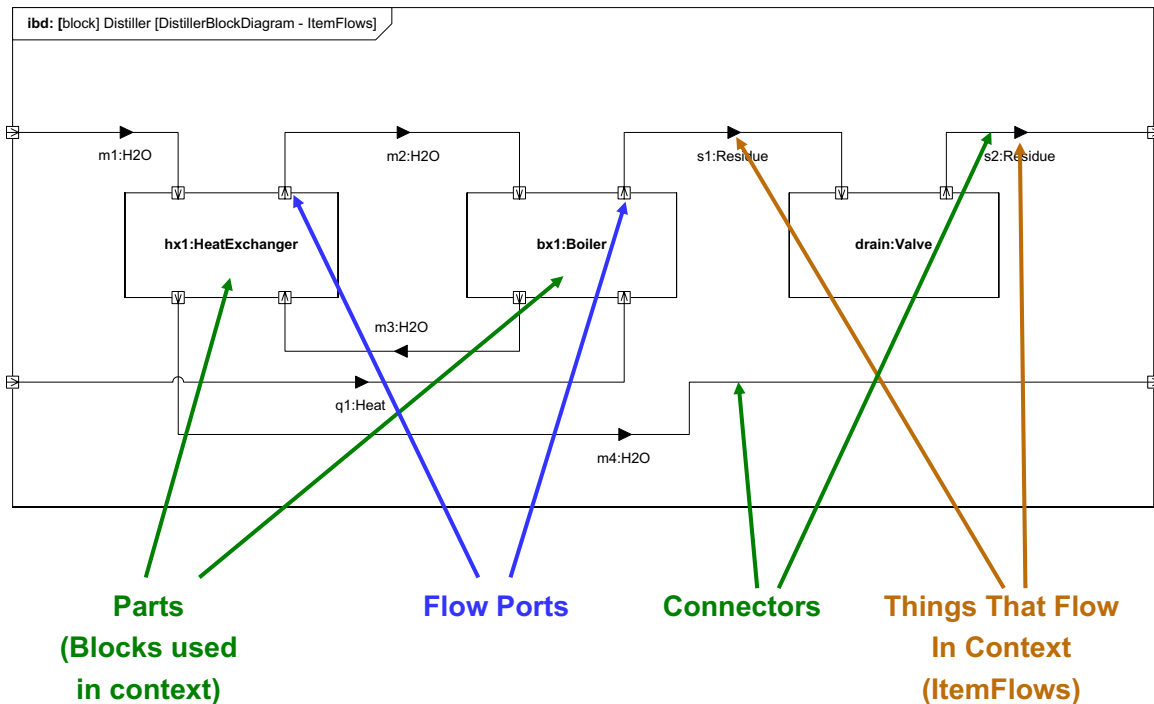 ibd: [block] Distiller [DistillerBlockDiagram - ItemFlows]
m1:H2O
m2:H2O
s1:Residue
s2:Residue
hx1:HeatExchanger
bx1:Boiler
drain:Valve
m3:H2O
q1:Heat
m4:H2O
Parts
(Blocks used
in context)
Flow Ports
Connectors
Things That Flow
In Context
(ItemFlows)